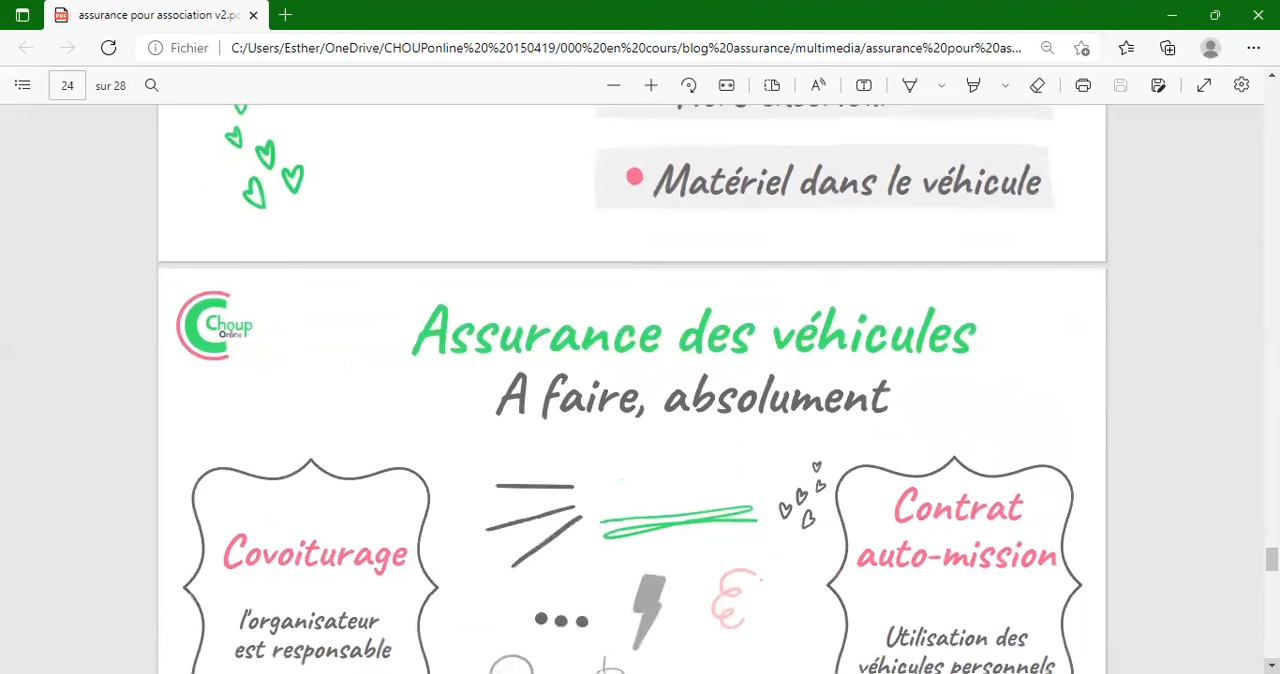 assurance pour association v2.p
Fichier
C:/Users/Esther/OneDrive/CHOUPonline%20%20150419/000%20en%20cours/blog%20assurance/multimedia/assurance%20pour%20as...
24
sur 28
Matériel dans le véhicule
Choup
Online
Assurance des véhicules
A faire, absolument
Covoiturage
l'organisateur
est responsable
Contrat
auto-mission
Utilisation des
véhicules personnels